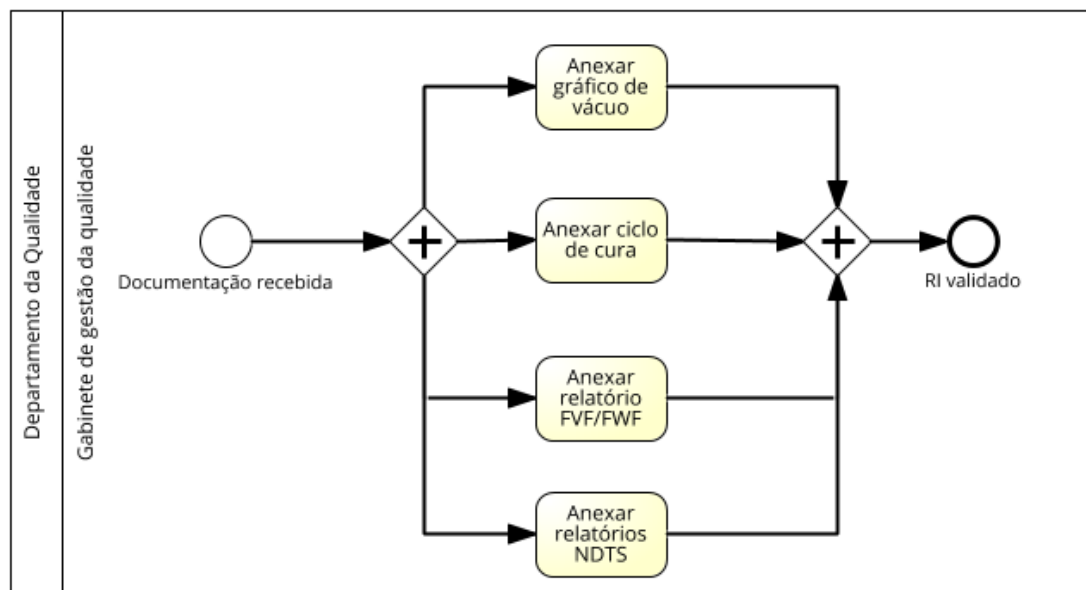 Departamento da Qualidade
Gabinete de gestão da qualidade
Documentação recebida
Anexar
gráfico de
vácuo
Anexar ciclo
de cura
Anexar
relatório
FVF/FWF
Anexar
relatórios
NDTS
RI validado